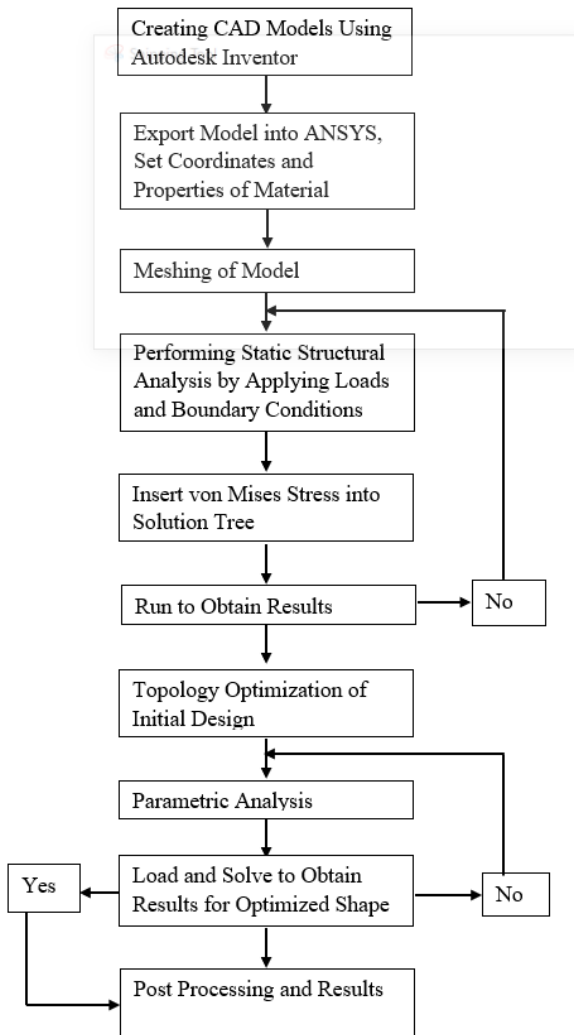 Creating CAD Models Using
Autodesk Inventor
Export Model into ANSYS,
Set Coordinates and
Properties of Material
Meshing of Model
Performing Static Structural
Analysis by Applying Loads
and Boundary Conditions
Insert von Mises Stress into
Solution Tree
Run to Obtain Results
No
Topology Optimization of
Initial Design
Parametric Analysis
Yes
Load and Solve to Obtain
Results for Optimized Shape
No
Post Processing and Results